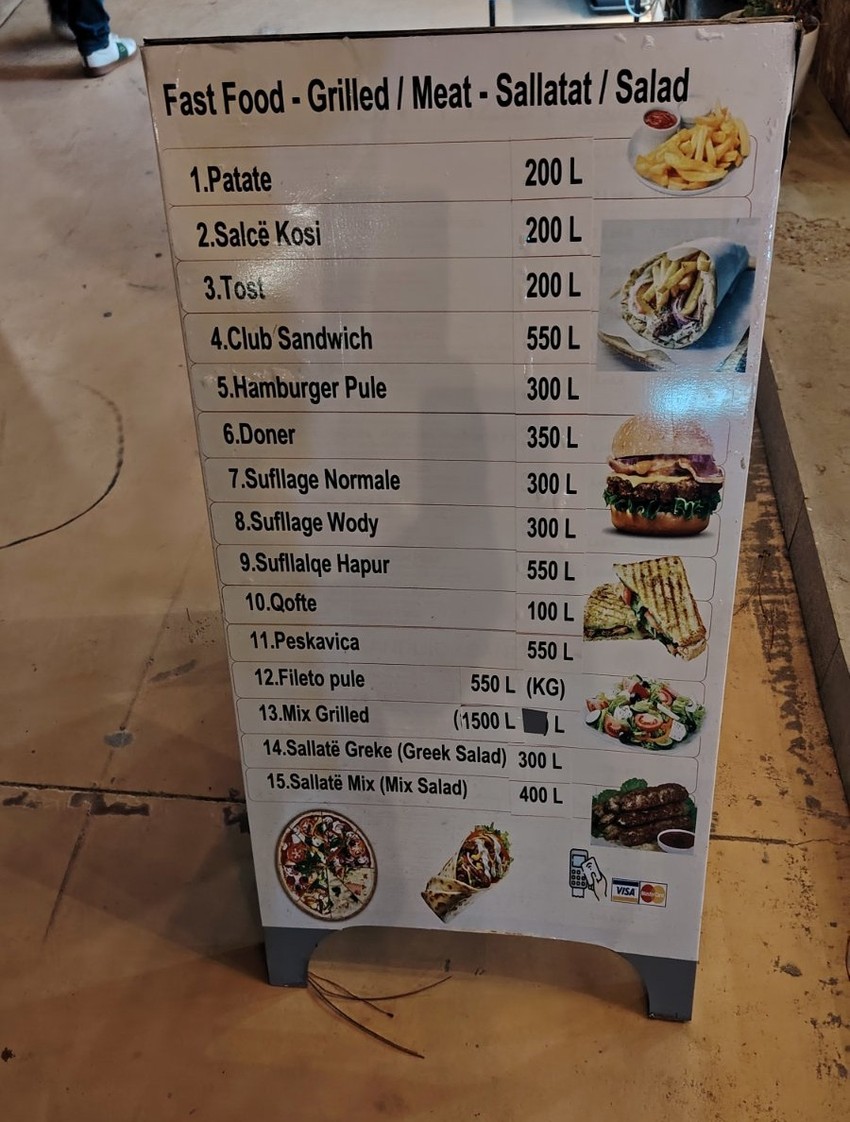 Fast Food - Grilled / Meat - Sallatat / Salad
1.Patate 200 L
2.Salcë Kosi 200 L
3.Tost 200 L
4.Club Sandwich 550 L
5.Hamburger Pule 300 L
6.Doner 350 L
7.Sufllage Normale 300 L
8.Sufllage Wody 300 L
9.Sufllalqe Hapur 550 L
10.Qofte 100 L
11.Peskavica 550 L
12.Fileto pule 550 L (KG)
13.Mix Grilled (1500 L L
14.Sallatë Greke (Greek Salad) 300 L
15.Sallatë Mix (Mix Salad) 400 L
VISA